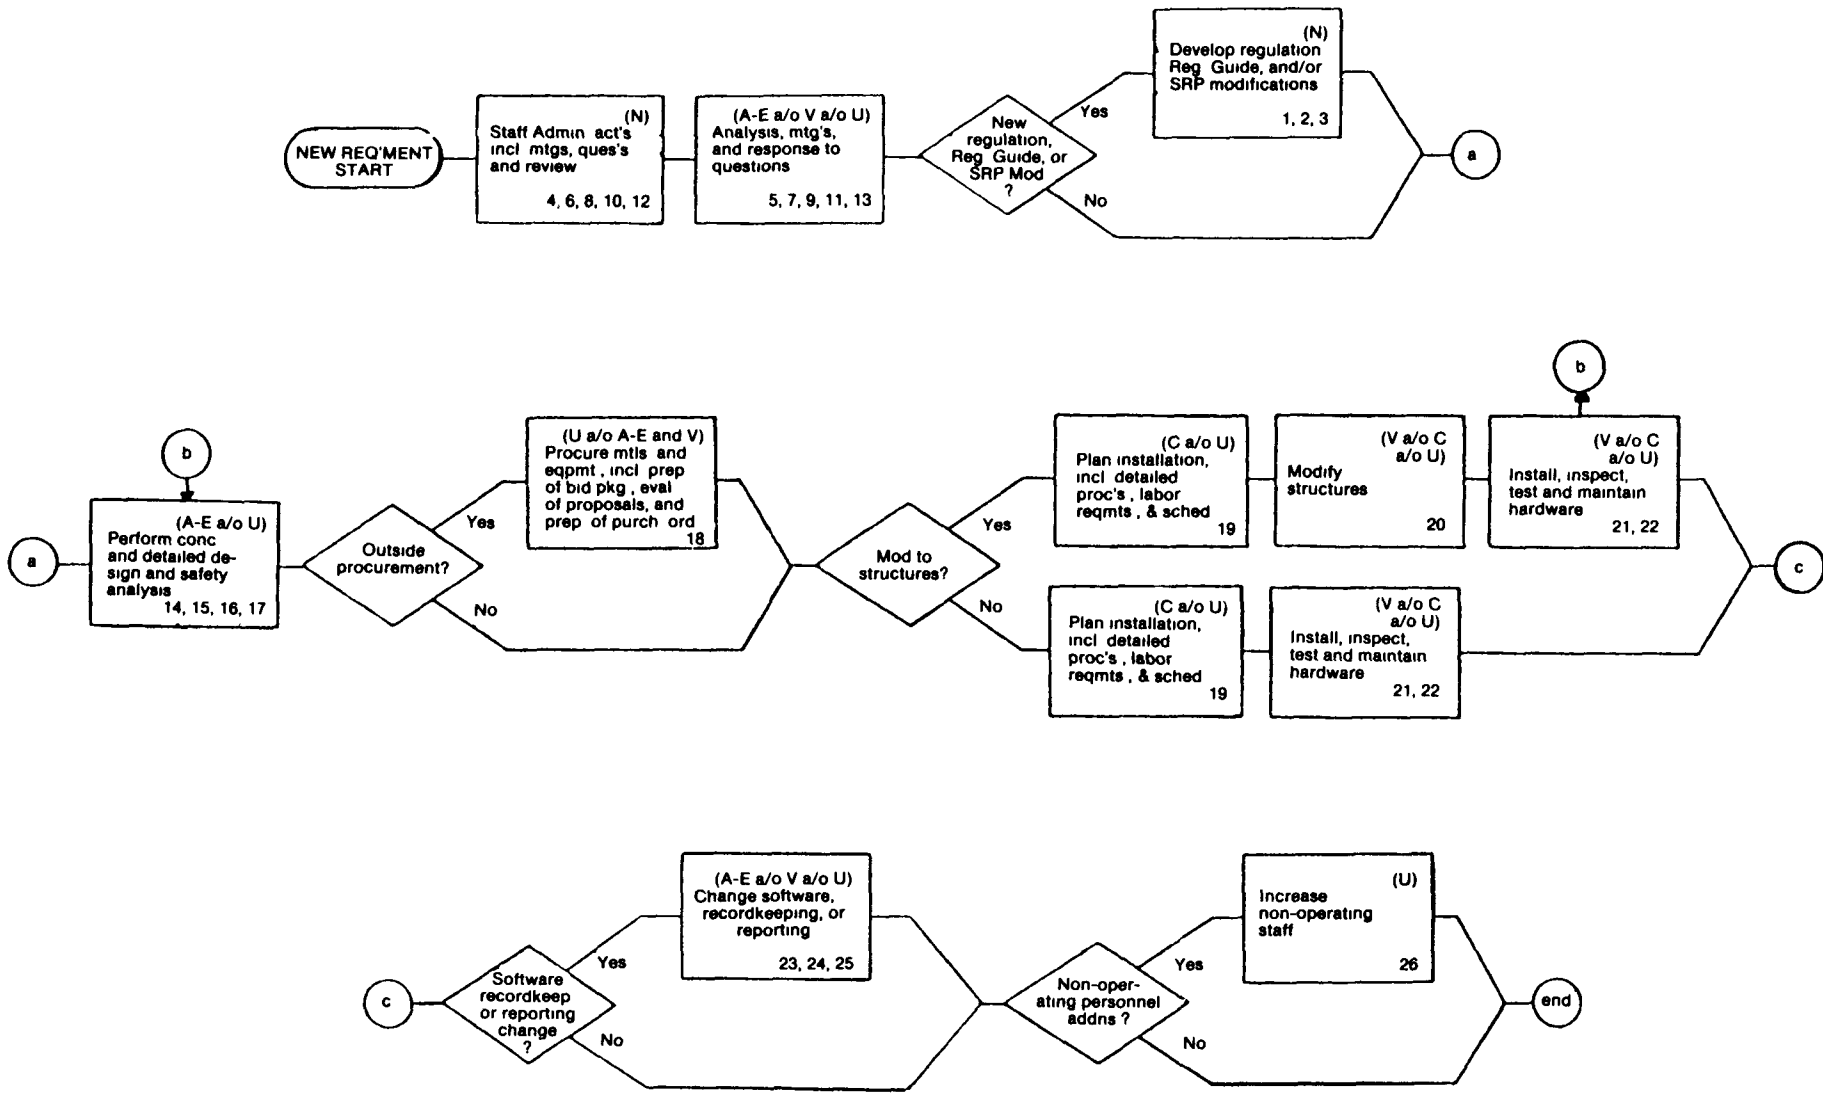 NEW REQ'MENT
START
(N)
Staff Admin act's
incl mtgs, ques's
and review
4, 6, 8, 10, 12
(A-E a/o V a/o U)
Analysis, mtg's,
and response to
questions
5, 7, 9, 11, 13
New
regulation,
Reg Guide, or
SRP Mod
?
Yes
No
(N)
Develop regulation
Reg Guide, and/or
SRP modifications
1, 2, 3
a
a
b
(A-E a/o U)
Perform conc
and detailed de-
sign and safety
analysis
14, 15, 16, 17
Outside
procurement?
Yes
No
(U a/o A-E and V)
Procure mtls and
eqpmt, incl prep
of bid pkg, eval
of proposals, and
prep of purch ord
18
Mod to
structures?
Yes
No
(C a/o U)
Plan installation,
incl detailed
proc's, labor
reqmts, & sched
19
(V a/o C
a/o U)
Modify
structures
20
b
(V a/o C
a/o U)
Install, inspect,
test and maintain
hardware
21, 22
(C a/o U)
Plan installation,
incl detailed
proc's, labor
reqmts, & sched
19
(V a/o C
a/o U)
Install, inspect,
test and maintain
hardware
21, 22
c
c
Software
recordkeep
or reporting
change
?
Yes
No
(A-E a/o V a/o U)
Change software,
recordkeeping, or
reporting
23, 24, 25
Non-oper-
ating personnel
addns ?
Yes
No
(U)
Increase
non-operating
staff
26
end